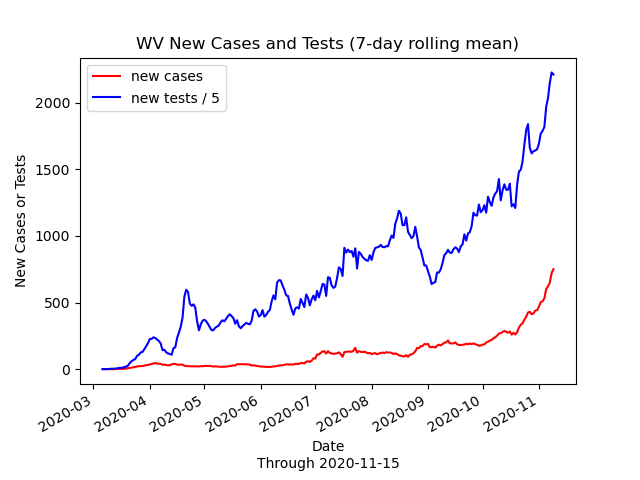 WV New Cases and Tests (7-day rolling mean)
new cases
new tests / 5
New Cases or Tests
2000
1500
1000
500
0
2020-03
2020-04
2020-05
2020-06
2020-07
2020-08
2020-09
2020-10
2020-11
Date
Through 2020-11-15